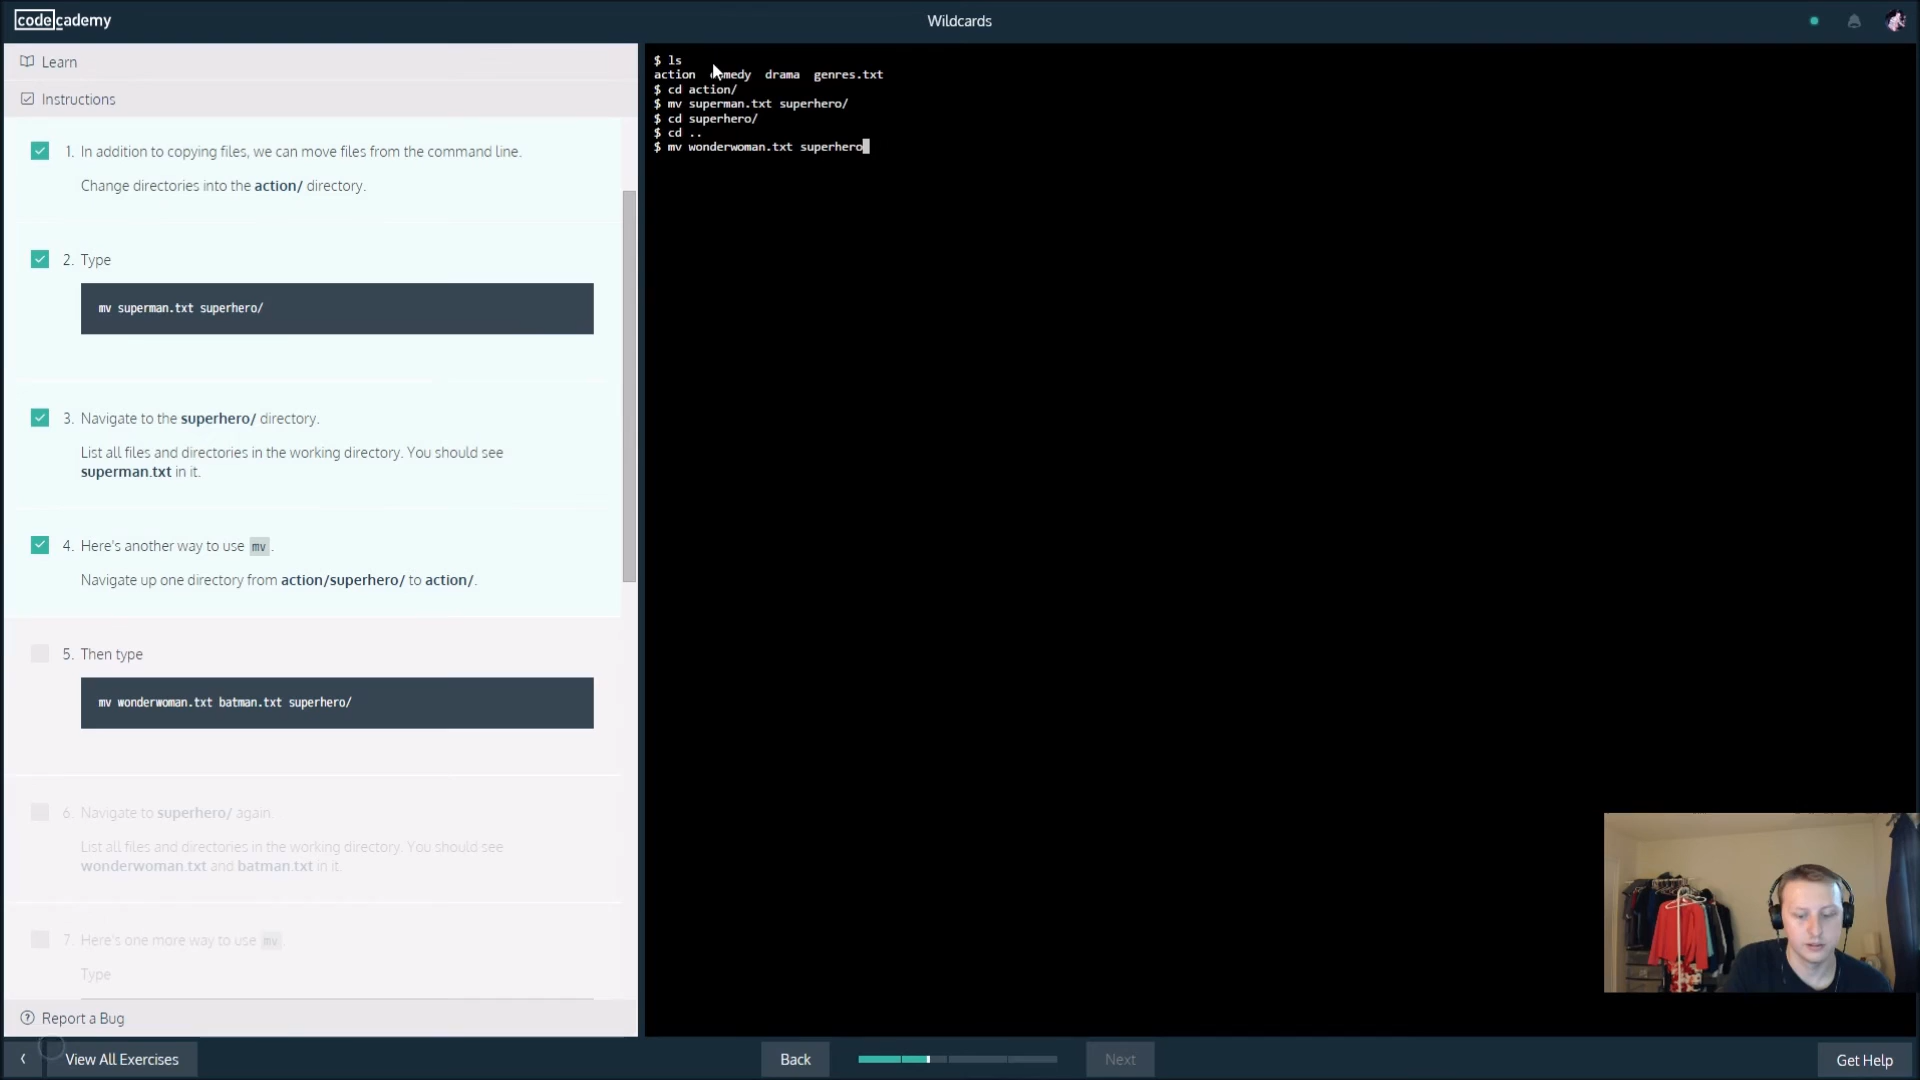 codecademy
Wildcards
Learn
Instructions
1. In addition to copying files, we can move files from the command line.
Change directories into the action/ directory.
2. Type
mv superman.txt superhero/
3. Navigate to the superhero/ directory.
List all files and directories in the working directory. You should see
superman.txt in it.
4. Here's another way to use mv.
Navigate up one directory from action/superhero/ to action/.
5. Then type
mv wonderwoman.txt batman.txt superhero/
6. Navigate to superhero/ again.
List all files and directories in the working directory. You should see
wonderwoman.txt and batman.txt in it.
7. Here's one more way to use mv.
Type
Report a Bug
$ ls
action medy drama genres.txt
$ cd action/
$ mv superman.txt superhero/
$ cd superhero/
$ cd ..
$ mv wonderwoman.txt superhero
View All Exercises
Back
Next
Get Help